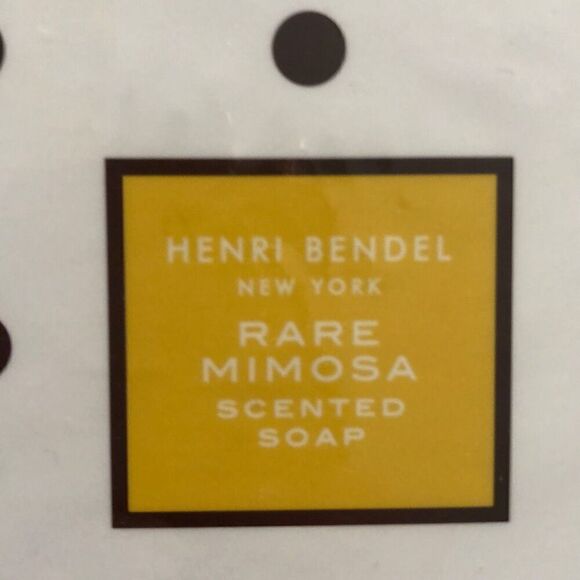 HENRI BENDEL
NEW YORK
RARE
MIMOSA
SCENTED
SOAP